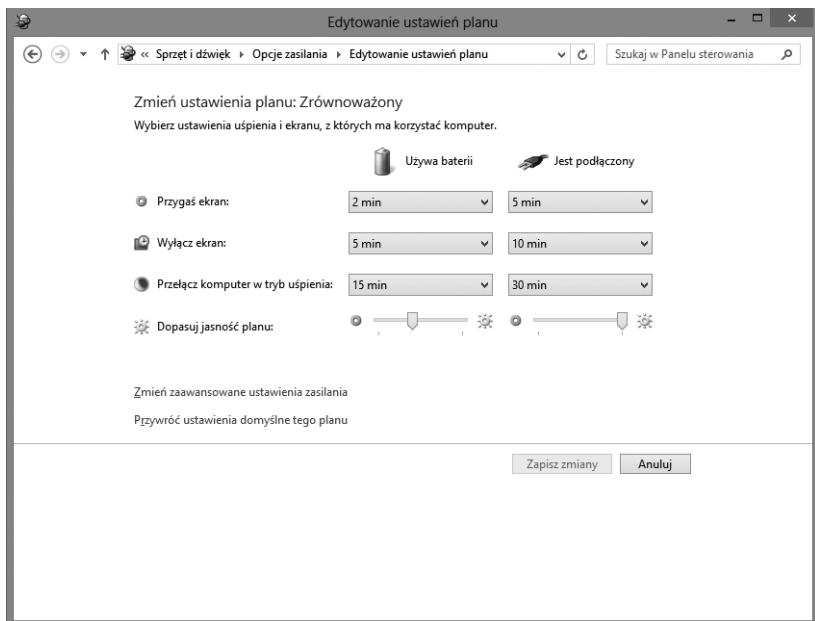 Edytowanie ustawień planu
« Sprzęt i dźwięk Opcje zasilania Edytowanie ustawień planu Szukaj w Panelu sterowania
Zmień ustawienia planu: Zrównoważony
Wybierz ustawienia uśpienia i ekranu, z których ma korzystać komputer.
Używa baterii Jest podłączony
Przygaś ekran: 2 min 5 min
Wyłącz ekran: 5 min 10 min
Przełącz komputer w tryb uśpienia: 15 min 30 min
Dopasuj jasność planu:
Zmień zaawansowane ustawienia zasilania
Przywróć ustawienia domyślne tego planu
Zapisz zmiany Anuluj